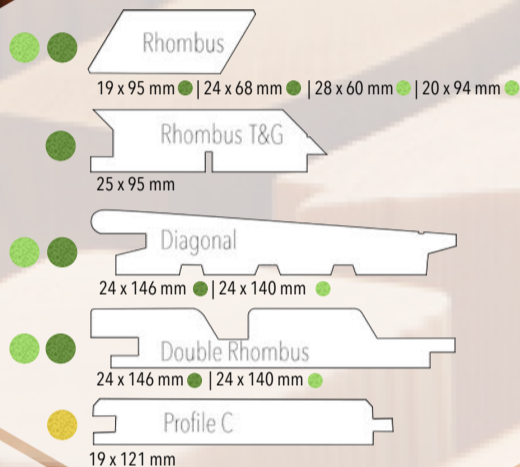 Rhombus
19 x 95 mm | 24 x 68 mm | 28 x 60 mm | 20 x 94 mm
Rhombus T&G
25 x 95 mm
Diagonal
24 x 146 mm | 24 x 140 mm
Double Rhombus
24 x 146 mm | 24 x 140 mm
Profile C
19 x 121 mm